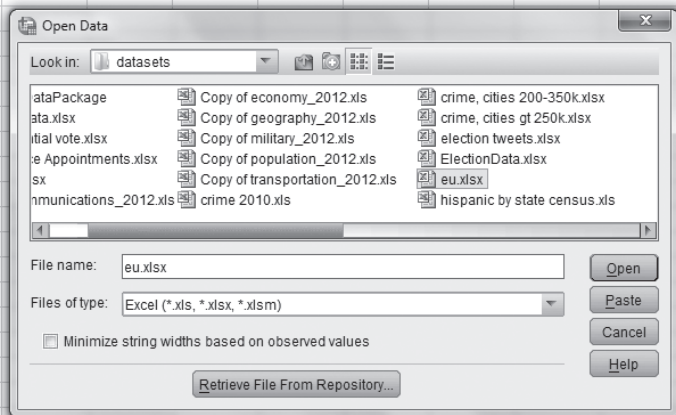 Open Data
Look in: datasets
ataPackage
ata.xlsx
tial vote.xlsx
e Appointments.xlsx
sx
mmunications_2012.xls
Copy of economy_2012.xls
Copy of geography_2012.xls
Copy of military_2012.xls
Copy of population_2012.xls
Copy of transportation_2012.xls
crime 2010.xls
crime, cities 200-350k.xlsx
crime, cities gt 250k.xlsx
election tweets.xlsx
ElectionData.xlsx
eu.xlsx
hispanic by state census.xls
File name: eu.xlsx
Open
Files of type: Excel (*.xls, *.xlsx, *.xlsm)
Paste
Minimize string widths based on observed values
Cancel
Help
Retrieve File From Repository...